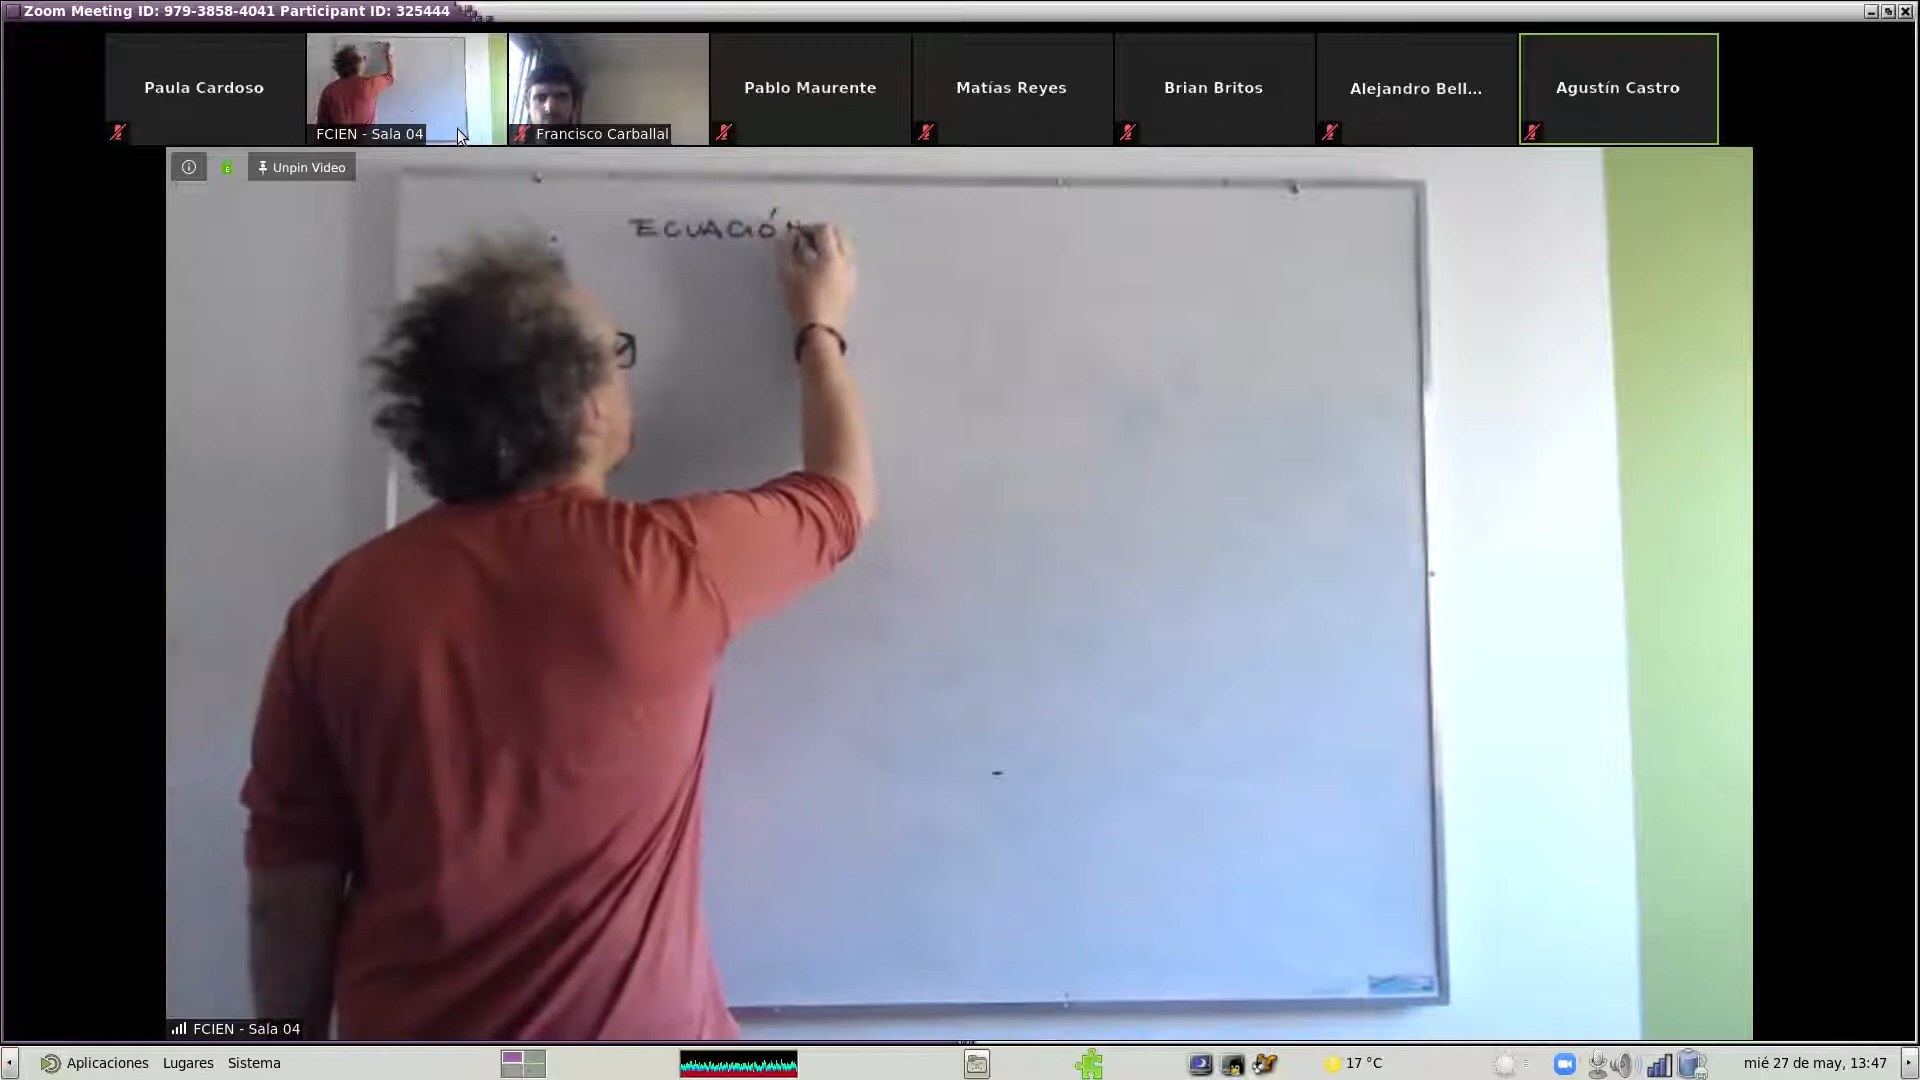 Zoom Meeting ID: 979-3858-4041 Participant ID: 325444
Paula Cardoso
FCIEN - Sala 04
Francisco Carballal
Pablo Maurente
Matías Reyes
Brian Britos
Alejandro Bell...
Agustín Castro
Unpin Video
ECUACIÓN
FCIEN - Sala 04
Aplicaciones Lugares Sistema
17 °C
mié 27 de may, 13:47